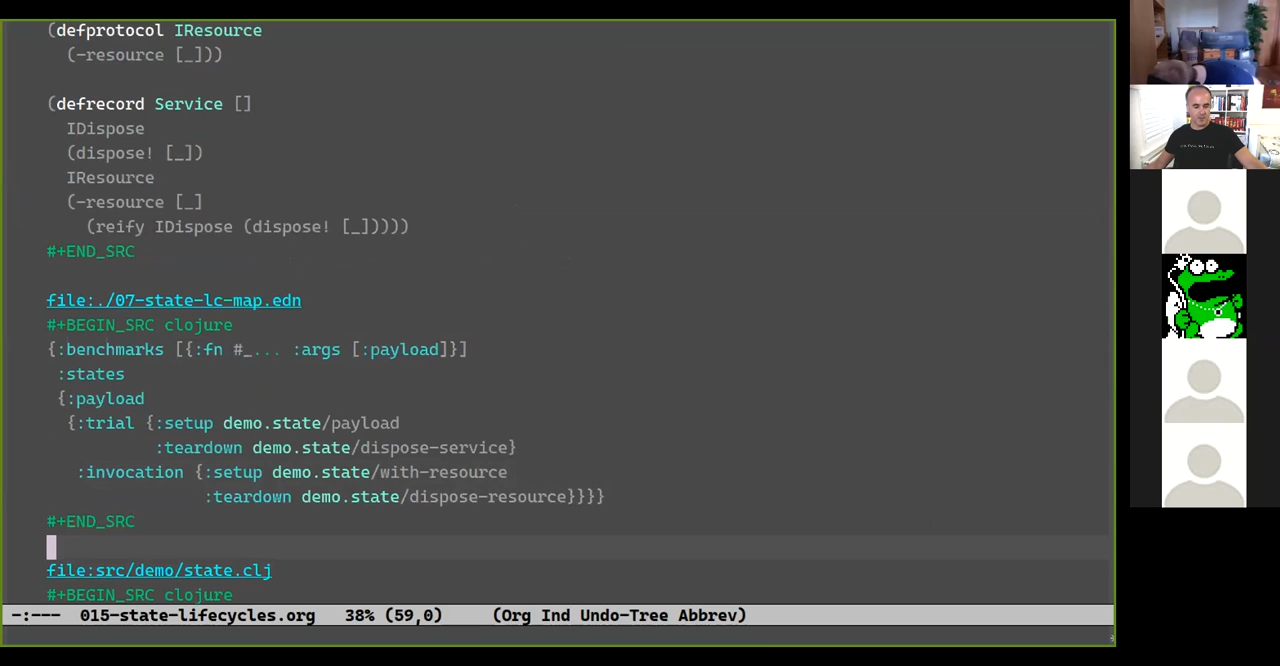 (defprotocol IResource
(-resource [_]))
(defrecord Service []
IDispose
(dispose! [_])
IResource
(-resource [_]
(reify IDispose (dispose! [_]))))
#+END_SRC
file:./07-state-lc-map.edn
#+BEGIN_SRC clojure
{:benchmarks [{:fn #_... :args [:payload]}]
:states
{:payload
{:trial {:setup demo.state/payload
:teardown demo.state/dispose-service}
:invocation {:setup demo.state/with-resource
:teardown demo.state/dispose-resource}}}}
#+END_SRC
file:src/demo/state.clj
#+BEGIN_SRC clojure
-:--- 015-state-lifecycles.org 38% (59,0) (Org Ind Undo-Tree Abbrev)